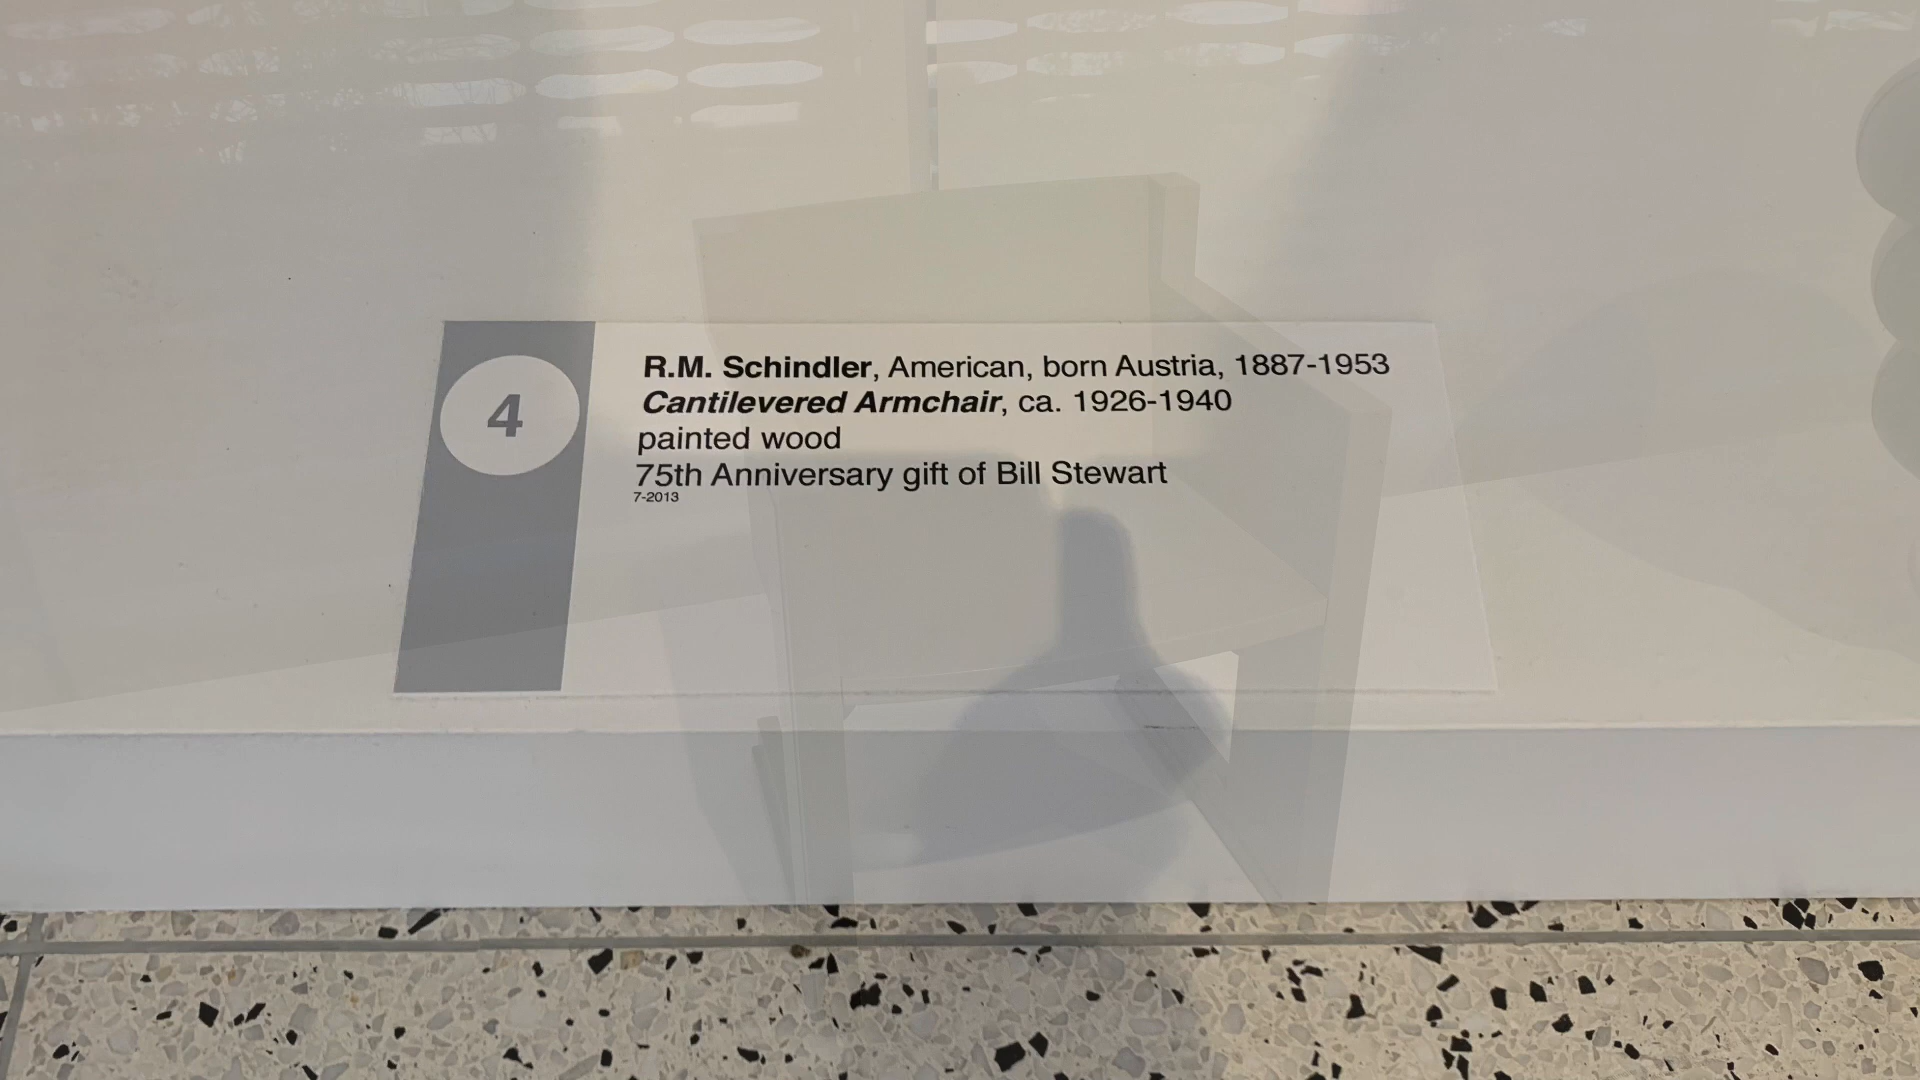 4
R.M. Schindler, American, born Austria, 1887-1953
Cantilevered Armchair, ca. 1926-1940
painted wood
75th Anniversary gift of Bill Stewart
7-2013